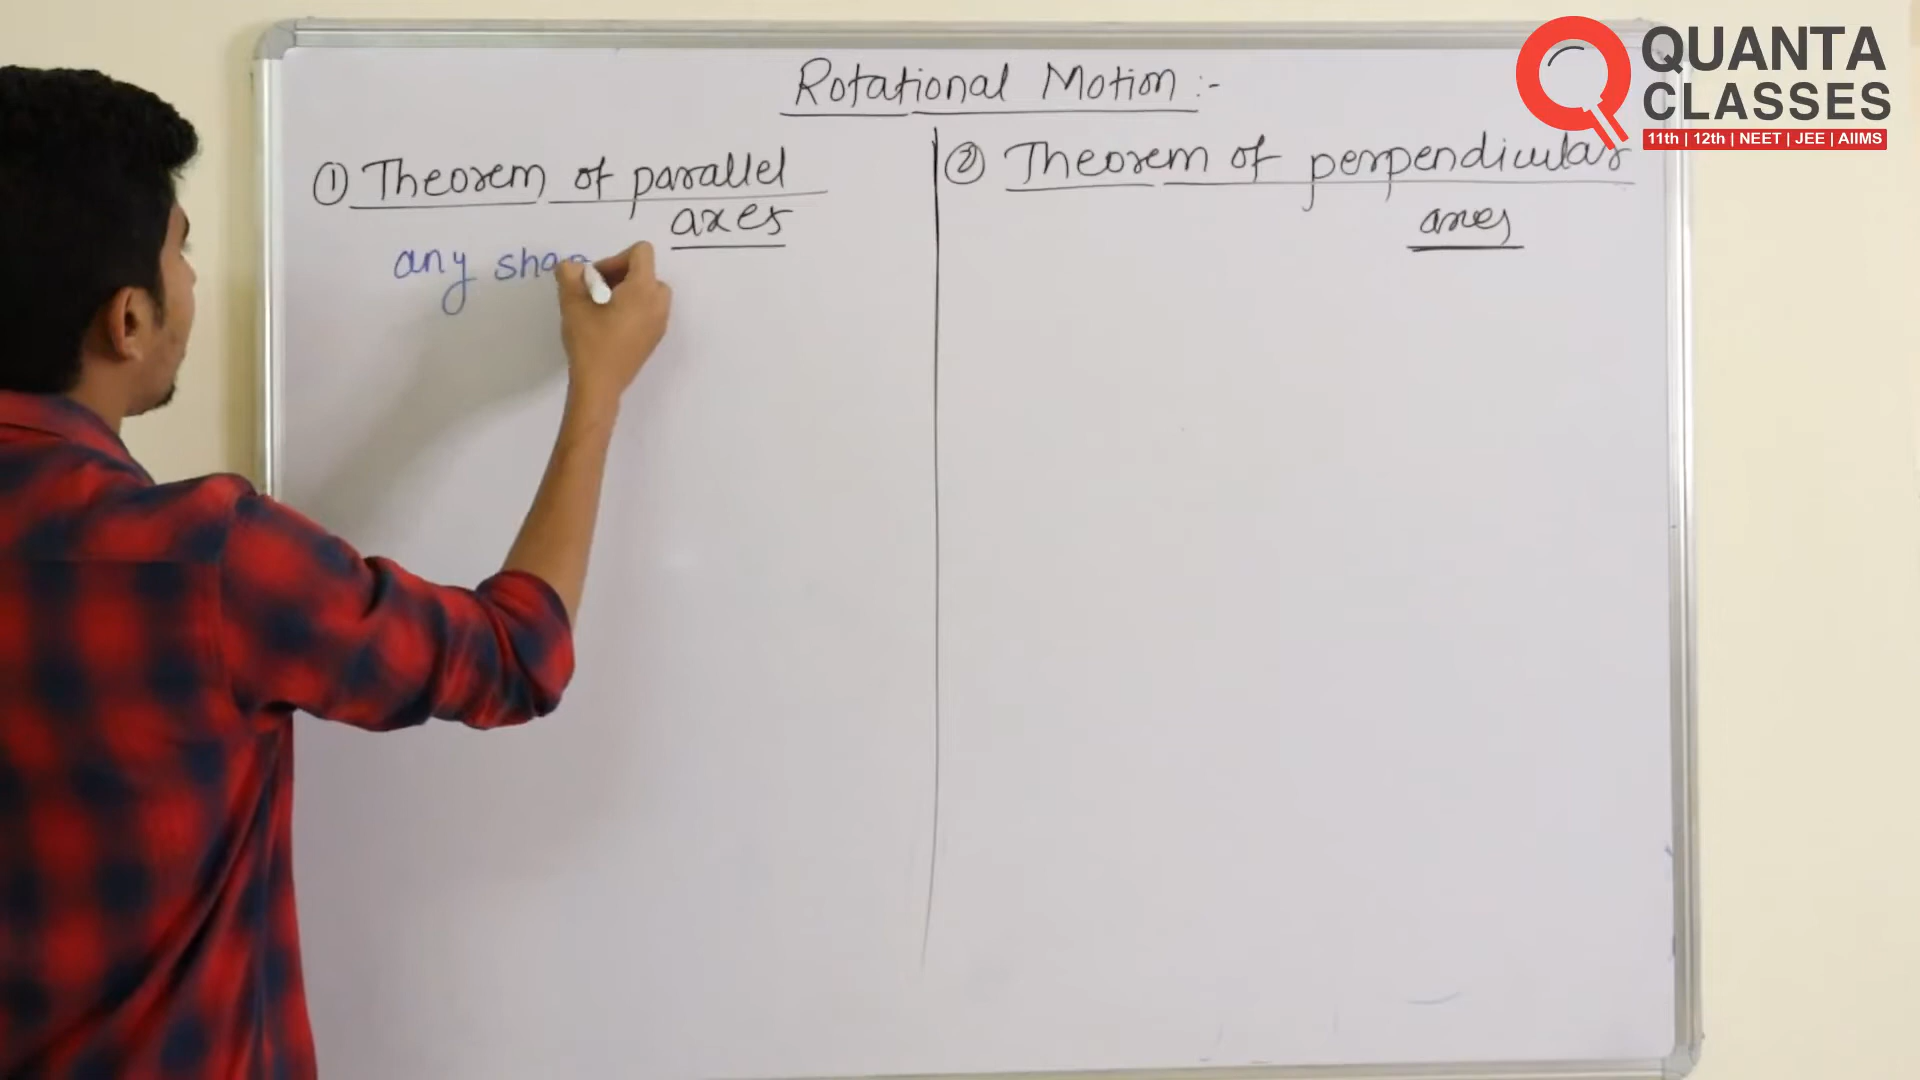 QUANTA
CLASSES
11th | 12th | NEET | JEE | AIIMS
Rotational Motion :-
① Theorem of parallel
axes
any shap
② Theorem of perpendicular
axes